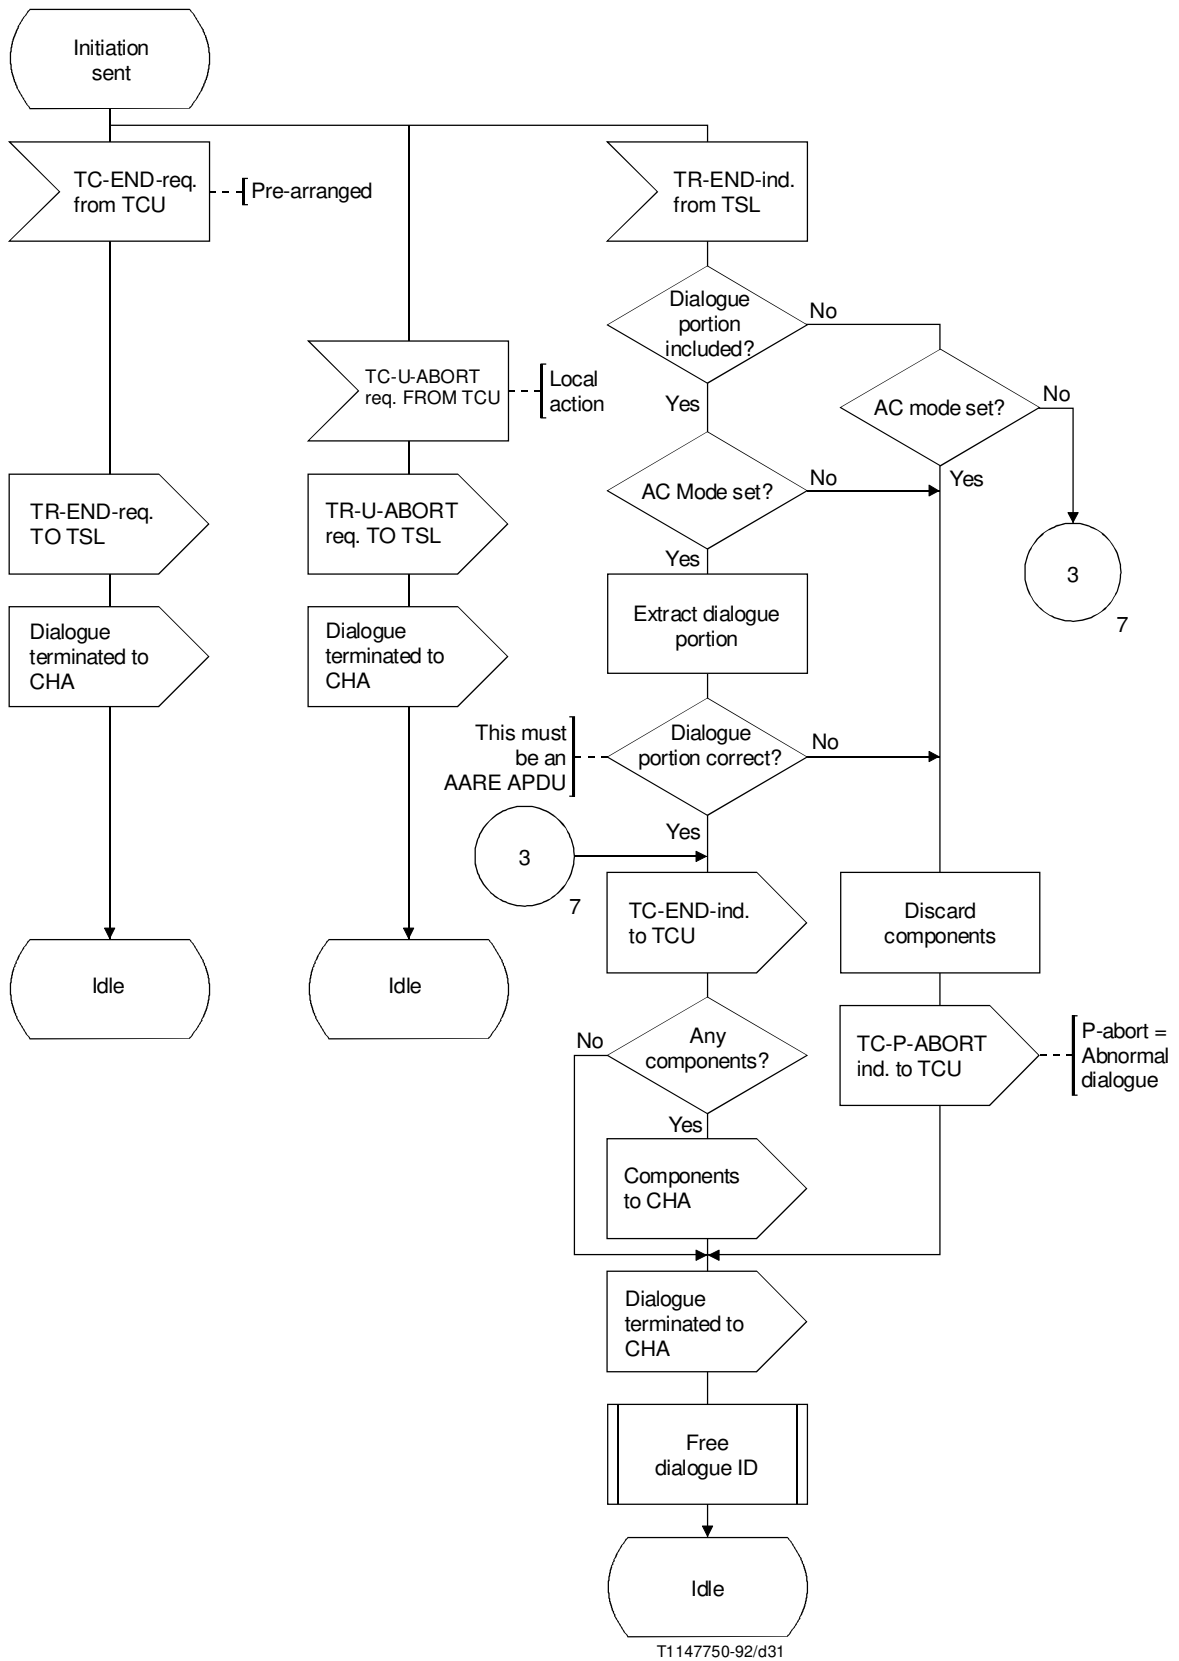 Initiation
sent
TC-END-req.
from TCU
Pre-arranged
TR-END-ind.
from TSL
Dialogue
portion
included?
No
Yes
TC-U-ABORT
req. FROM TCU
Local
action
AC mode set?
No
Yes
AC Mode set?
No
Yes
TR-END-req.
TO TSL
TR-U-ABORT
req. TO TSL
3
7
Extract dialogue
portion
Dialogue
terminated to
CHA
Dialogue
terminated to
CHA
This must
be an
AARE APDU
Dialogue
portion correct?
No
Yes
3
7
TC-END-ind.
to TCU
Discard
components
Idle
Idle
Any
components?
No
Yes
TC-P-ABORT
ind. to TCU
P-abort =
Abnormal
dialogue
Components
to CHA
Dialogue
terminated to
CHA
Free
dialogue ID
Idle
T1147750-92/d31